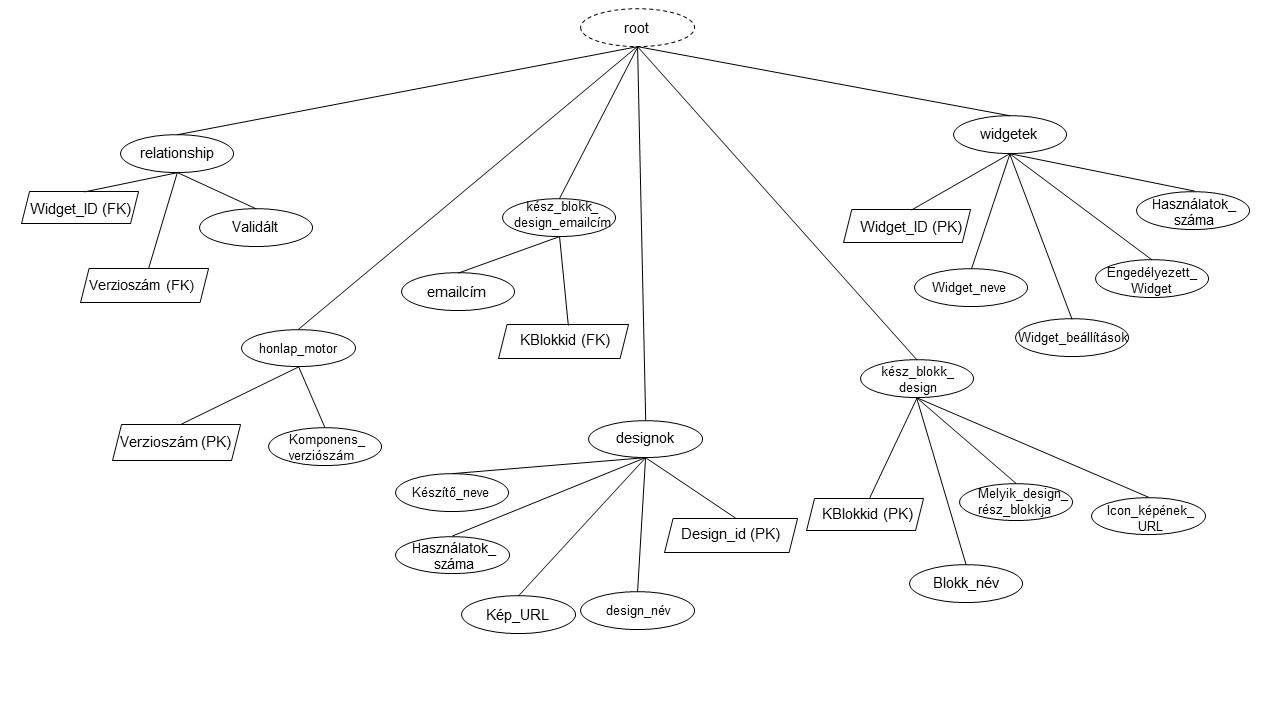 root
relationship
Widget_ID (FK)
Verzioszám (FK)
Validált
honlap_motor
Verzioszám (PK)
Komponens_
verziószám
kész_blokk_
design_emailcím
emailcím
KBlokkid (FK)
designok
Készítő_neve
Használatok_
száma
Kép_URL
design_név
Design_id (PK)
kész_blokk_
design
KBlokkid (PK)
Blokk_név
Melyik_design_
rész_blokkja
Icon_képének_
URL
widgetek
Widget_ID (PK)
Widget_neve
Widget_beállítások
Engedélyezett_
Widget
Használatok_
száma